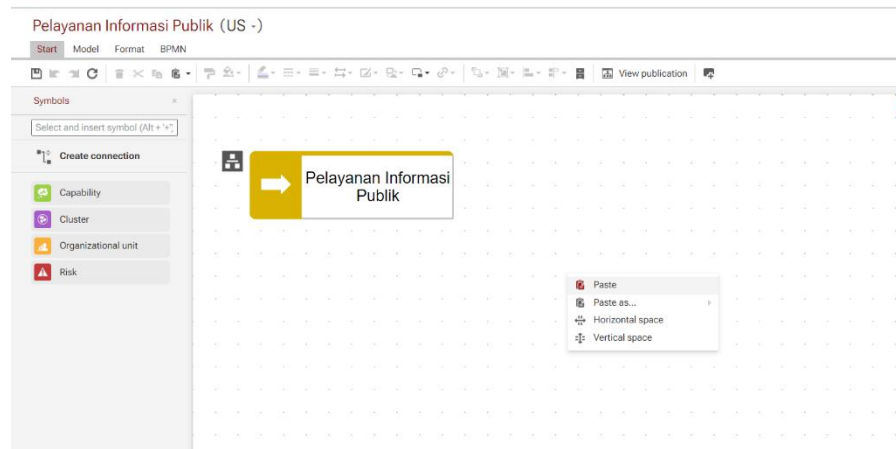 Pelayanan Informasi Publik (US -)
Start Model Format BPMN
View publication
Symbols
Select and insert symbol (Alt + '+')
Create connection
Capability
Cluster
Organizational unit
Risk
Pelayanan Informasi
Publik
Paste
Paste as...
Horizontal space
Vertical space